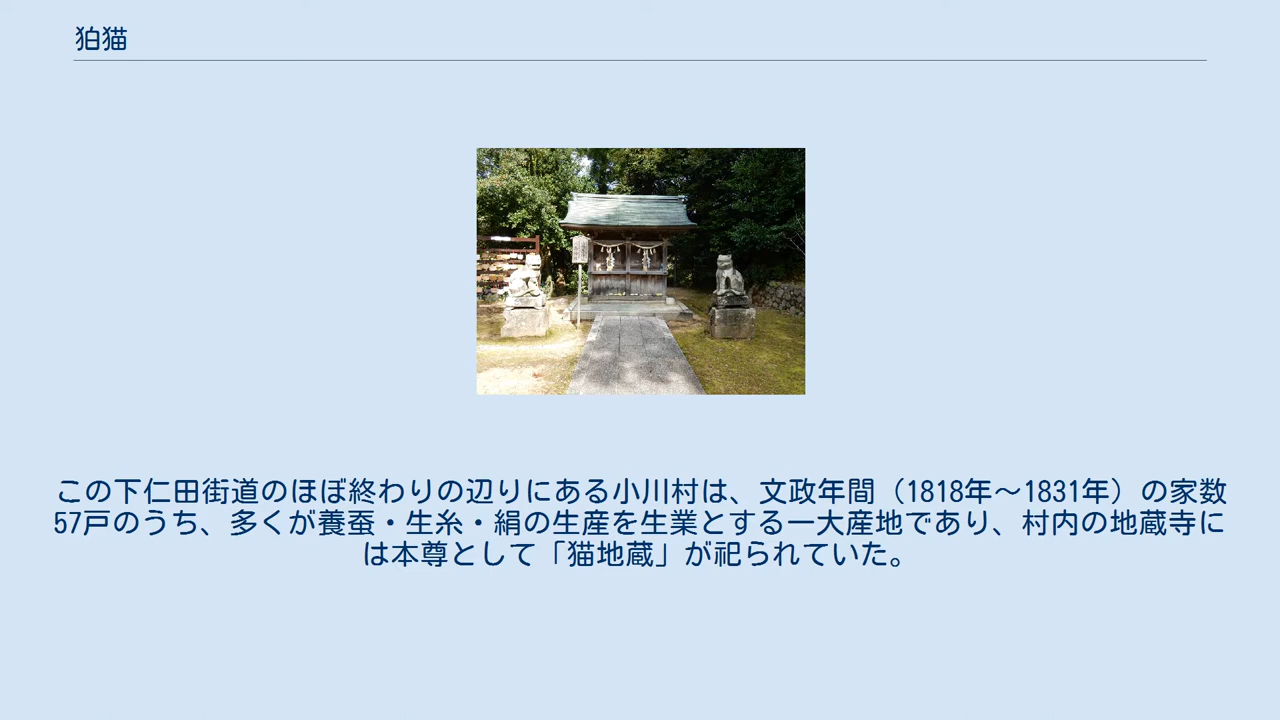 狛猫
この下仁田街道のほぼ終わりの辺りにある小川村は、文政年間（1818年～1831年）の家数
57戸のうち、多くが養蚕・生糸・絹の生産を生業とする一大産地であり、村内の地蔵寺に
は本尊として「猫地蔵」が祀られていた。